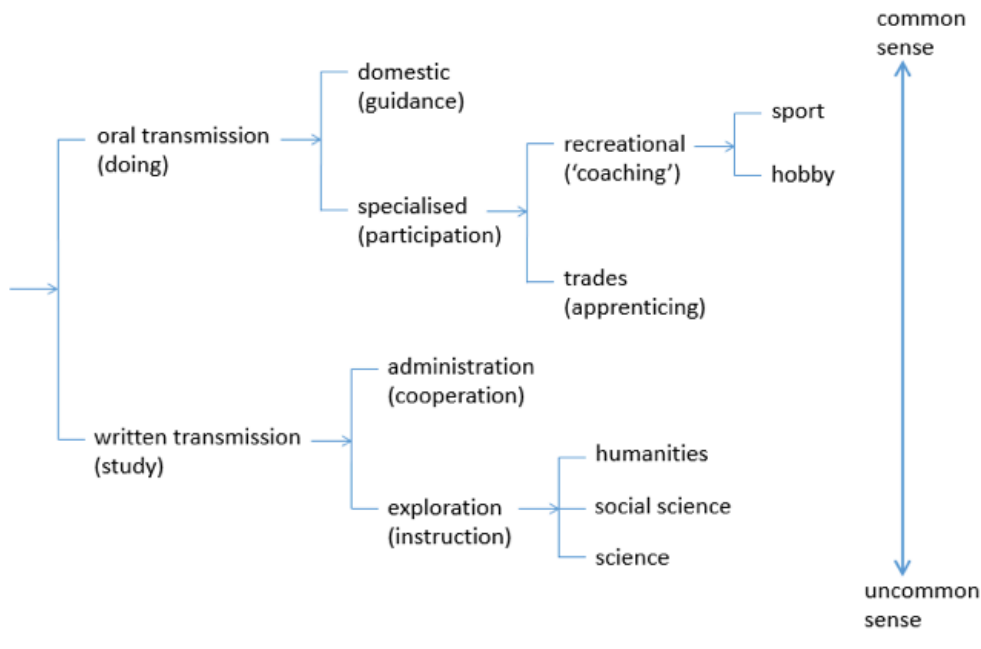 common
sense
domestic
(guidance)
sport
oral transmission
(doing)
recreational
(‘coaching’)
hobby
specialised
(participation)
trades
(apprenticing)
administration
(cooperation)
written transmission
(study)
humanities
exploration
(instruction)
social science
science
uncommon
sense